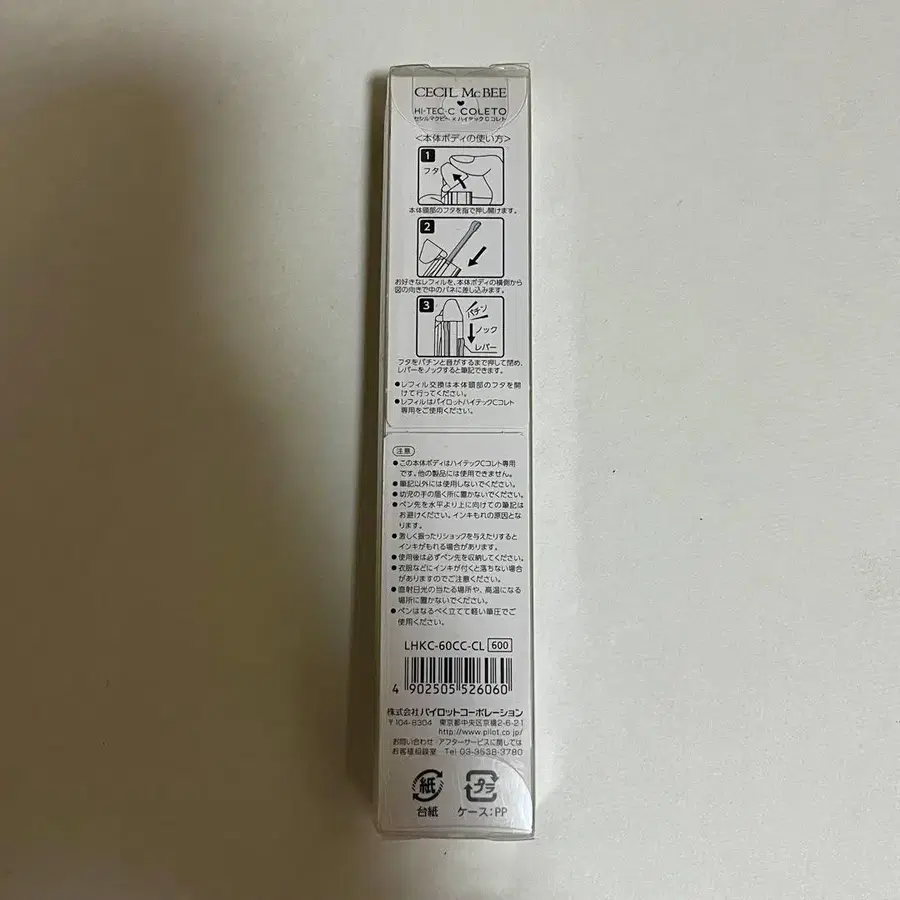 CECIL McBEE
HI-TEC-C COLETO
セシルマクビー×ハイテックCコレト
<本体ボディの使い方>
1
フタ
本体頭部のフタを指で押し開けます。
2
お好きなレフィルを、本体ボディの横側から
図の向きで中のバネに差し込みます。
3
パチン
ノック
レバー
フタをパチンと音がするまで押して閉め、
レバーをノックすると筆記できます。
●レフィル交換は本体頭部のフタを開
けて行ってください。
●レフィルはパイロットハイテックCコレト
専用をご使用ください。
注意
●この本体ボディはハイテックCコレト専用
です。他の製品には使用できません。
●筆記以外には使用しないでください。
●幼児の手の届く所に置かないでください。
●ペン先を水平より上に向けての筆記は
お避けください。インキもれの原因とな
ります。
●激しく振ったりショックを与えたりすると
インキがもれる場合があります。
●使用後は必ずペン先を収納してください。
●衣服などにインキが付くと落ちない場合
がありますのでご注意ください。
●直射日光の当たる場所や、高温になる
場所に置かないでください。
●ペンはなるべく立てて軽い筆圧でご
使用ください。
LHKC-60CC-CL 600
4 902505 526060
株式会社パイロットコーポレーション
〒104-8304 東京都中央区京橋2-6-21
http://www.pilot.co.jp/
お問い合わせ・アフターサービスに関しては
お客様相談室 Tel 03-3538-3780
紙
プラ
台紙
ケース:PP